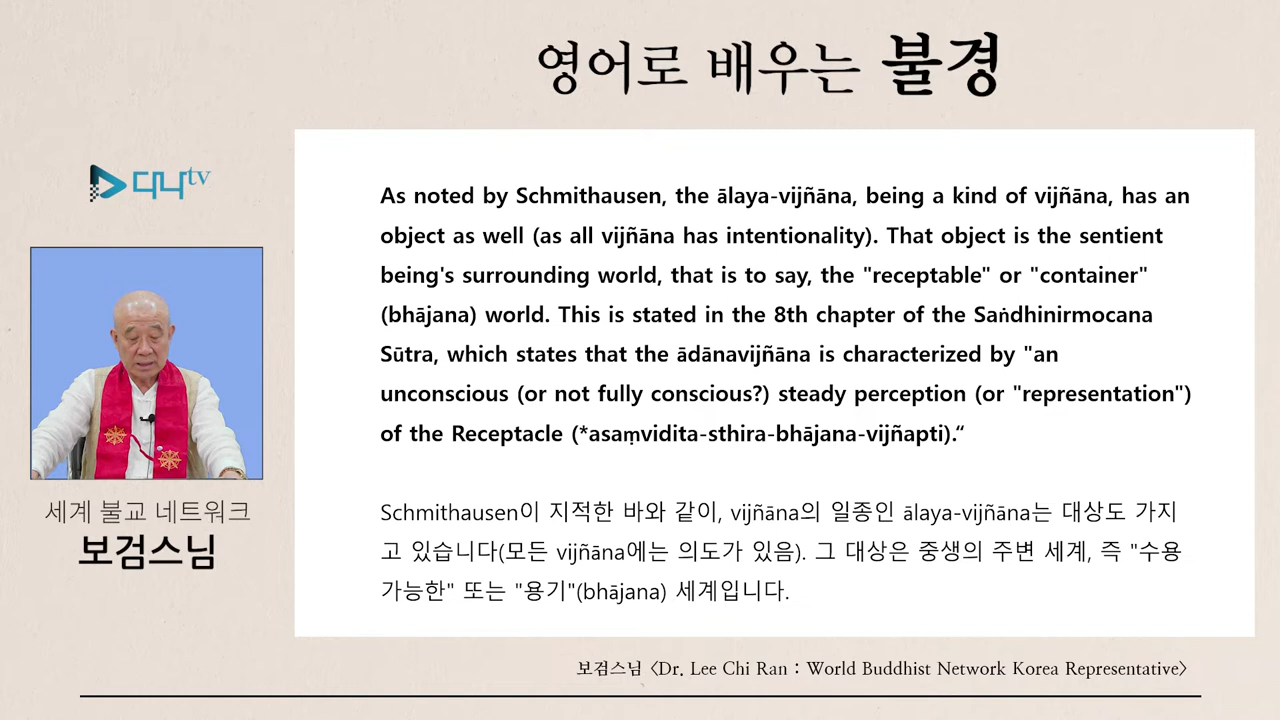 영어로 배우는 불경
다나tv
As noted by Schmithausen, the ālaya-vijñāna, being a kind of vijñāna, has an
object as well (as all vijñāna has intentionality). That object is the sentient
being's surrounding world, that is to say, the "receptable" or "container"
(bhājana) world. This is stated in the 8th chapter of the Saṅdhinirmocana
Sūtra, which states that the ādānavijñāna is characterized by "an
unconscious (or not fully conscious?) steady perception (or "representation")
of the Receptacle (*asaṃvidita-sthira-bhājana-vijñapti).“
Schmithausen이 지적한 바와 같이, vijñāna의 일종인 ālaya-vijñāna는 대상도 가지
고 있습니다(모든 vijñāna에는 의도가 있음). 그 대상은 중생의 주변 세계, 즉 "수용
가능한" 또는 "용기"(bhājana) 세계입니다.
세계 불교 네트워크
보검스님
보검스님 <Dr. Lee Chi Ran : World Buddhist Network Korea Representative>